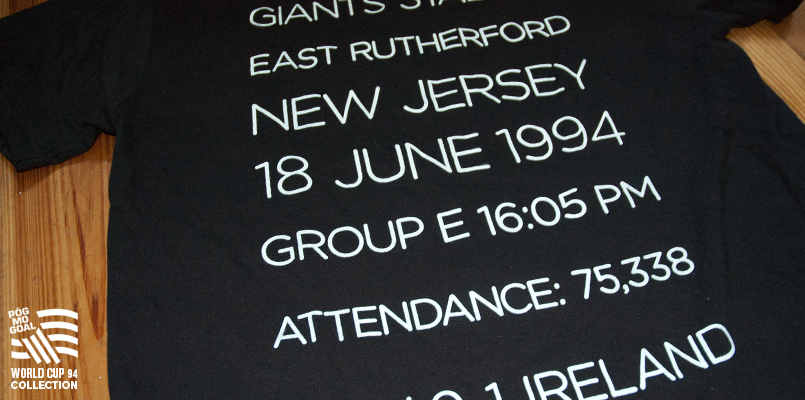 GIANTS
EAST RUTHERFORD
NEW JERSEY
18 JUNE 1994
GROUP E 16:05 PM
ATTENDANCE: 75,338
1 IRELAND
PÓG
MO
GOAL
WORLD CUP 94
COLLECTION